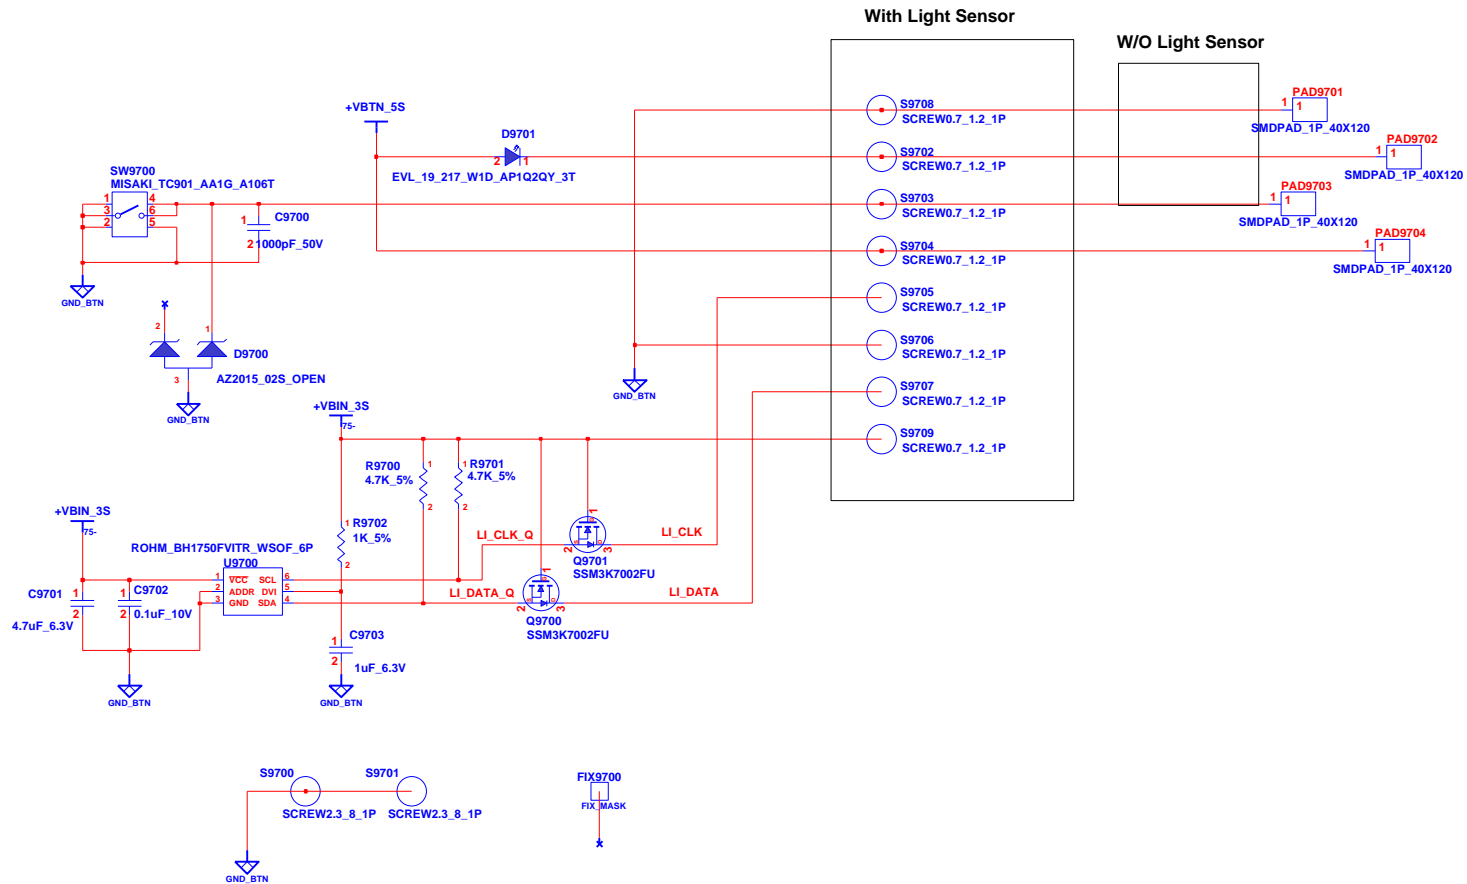 With Light Sensor
W/O Light Sensor
+VBTN_5S
D9701
2 1
EVL_19_217_W1D_AP1Q2QY_3T
SW9700
MISAKI_TC901_AA1G_A106T
1 4
3 6
2 5
1 C9700
2 1000pF_50V
GND_BTN
2 1
D9700
3 AZ2015_02S_OPEN
GND_BTN
S9708
SCREW0.7_1.2_1P
S9702
SCREW0.7_1.2_1P
S9703
SCREW0.7_1.2_1P
S9704
SCREW0.7_1.2_1P
S9705
SCREW0.7_1.2_1P
S9706
SCREW0.7_1.2_1P
S9707
SCREW0.7_1.2_1P
S9709
SCREW0.7_1.2_1P
PAD9701
1 1
SMDPAD_1P_40X120
PAD9702
1 1
SMDPAD_1P_40X120
PAD9703
1 1
SMDPAD_1P_40X120
PAD9704
1 1
SMDPAD_1P_40X120
GND_BTN
+VBIN_3S
75-
R9700 1
4.7K_5%
2
1 R9701
4.7K_5%
2
1 R9702
1K_5%
2
+VBIN_3S
75-
ROHM_BH1750FVITR_WSOF_6P
U9700
1 VCC SCL 6
2 ADDR DVI 5
3 GND SDA 4
C9701 1
2
4.7uF_6.3V
1 C9702
2 0.1uF_10V
GND_BTN
1 C9703
2
1uF_6.3V
GND_BTN
LI_CLK_Q
LI_CLK
G 1
2 S D 3
Q9701
SSM3K7002FU
LI_DATA_Q
LI_DATA
G 1
2 S D 3
Q9700
SSM3K7002FU
S9700
SCREW2.3_8_1P
S9701
SCREW2.3_8_1P
GND_BTN
FIX9700
FIX_MASK